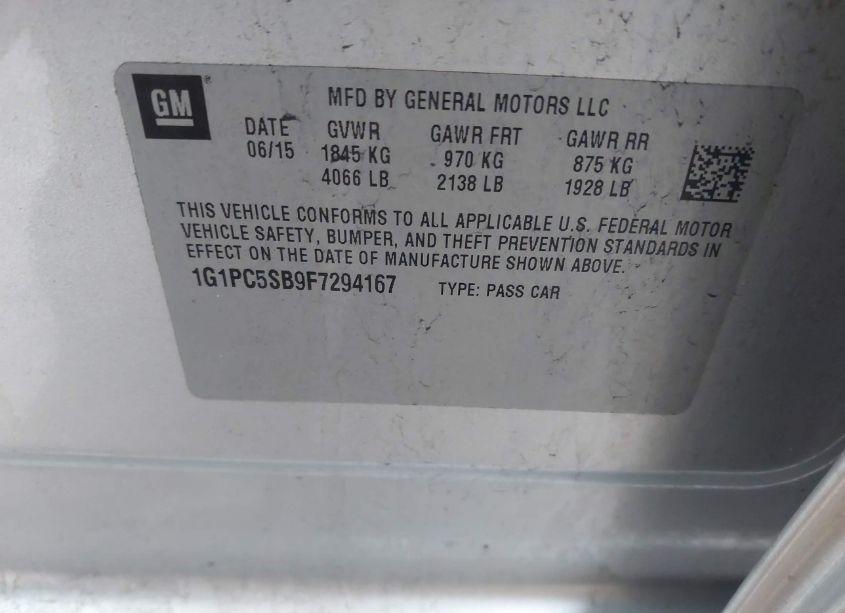 GM
MFD BY GENERAL MOTORS LLC
DATE GVWR GAWR FRT GAWR RR
06/15 1845 KG 970 KG 875 KG
4066 LB 2138 LB 1928 LB
THIS VEHICLE CONFORMS TO ALL APPLICABLE U.S. FEDERAL MOTOR
VEHICLE SAFETY, BUMPER, AND THEFT PREVENTION STANDARDS IN
EFFECT ON THE DATE OF MANUFACTURE SHOWN ABOVE.
1G1PC5SB9F7294167 TYPE: PASS CAR